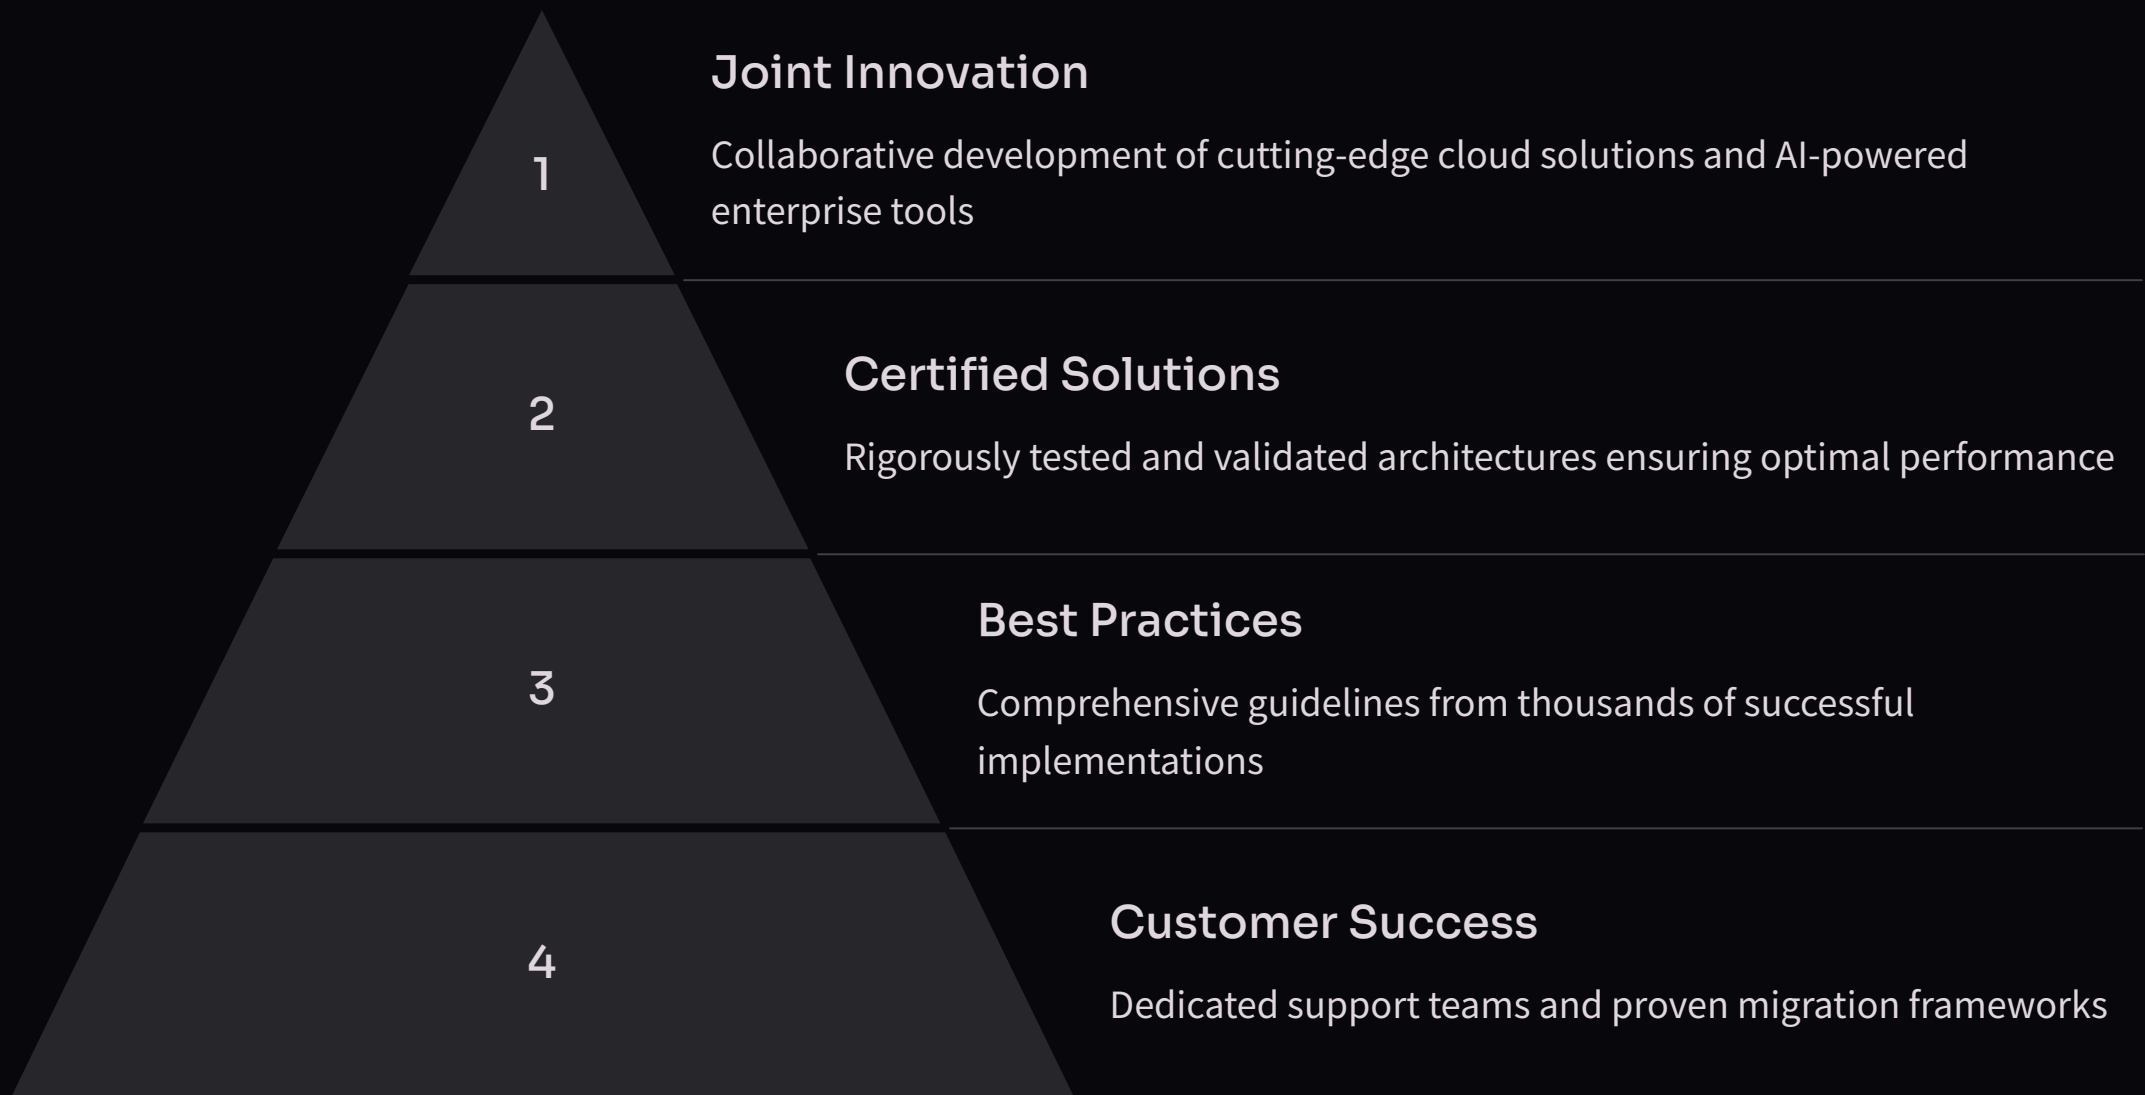 1
Joint Innovation
Collaborative development of cutting-edge cloud solutions and AI-powered
enterprise tools
2
Certified Solutions
Rigorously tested and validated architectures ensuring optimal performance
3
Best Practices
Comprehensive guidelines from thousands of successful
implementations
4
Customer Success
Dedicated support teams and proven migration frameworks